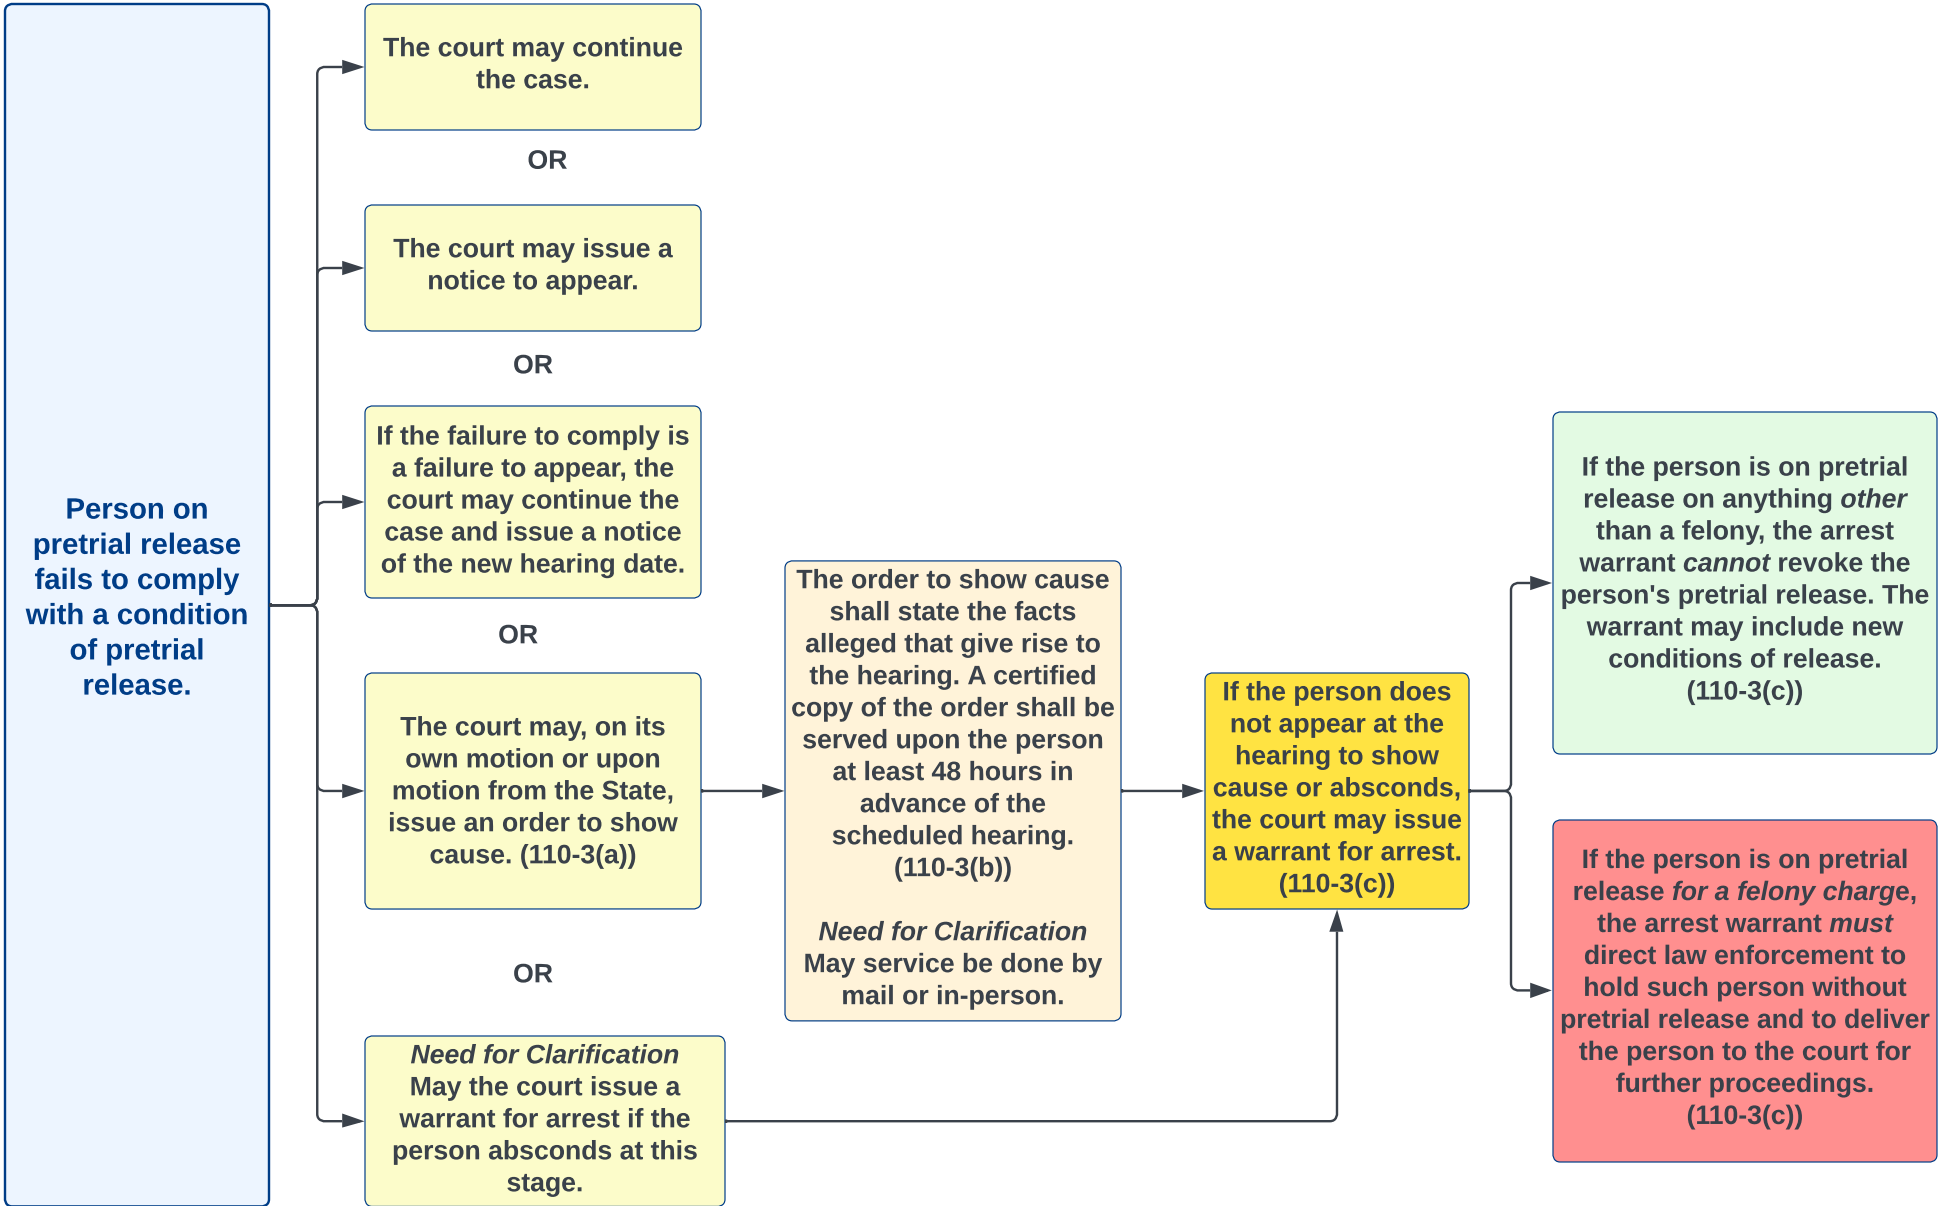 Person on
pretrial release
fails to comply
with a condition
of pretrial
release.
The court may continue
the case.
OR
The court may issue a
notice to appear.
OR
If the failure to comply is
a failure to appear, the
court may continue the
case and issue a notice
of the new hearing date.
OR
The court may, on its
own motion or upon
motion from the State,
issue an order to show
cause. (110-3(a))
OR
Need for Clarification
May the court issue a
warrant for arrest if the
person absconds at this
stage.
The order to show cause
shall state the facts
alleged that give rise to
the hearing. A certified
copy of the order shall be
served upon the person
at least 48 hours in
advance of the
scheduled hearing.
(110-3(b))
Need for Clarification
May service be done by
mail or in-person.
If the person does
not appear at the
hearing to show
cause or absconds,
the court may issue
a warrant for arrest.
(110-3(c))
If the person is on pretrial
release on anything other
than a felony, the arrest
warrant cannot revoke the
person's pretrial release. The
warrant may include new
conditions of release.
(110-3(c))
If the person is on pretrial
release for a felony charge,
the arrest warrant must
direct law enforcement to
hold such person without
pretrial release and to deliver
the person to the court for
further proceedings.
(110-3(c))